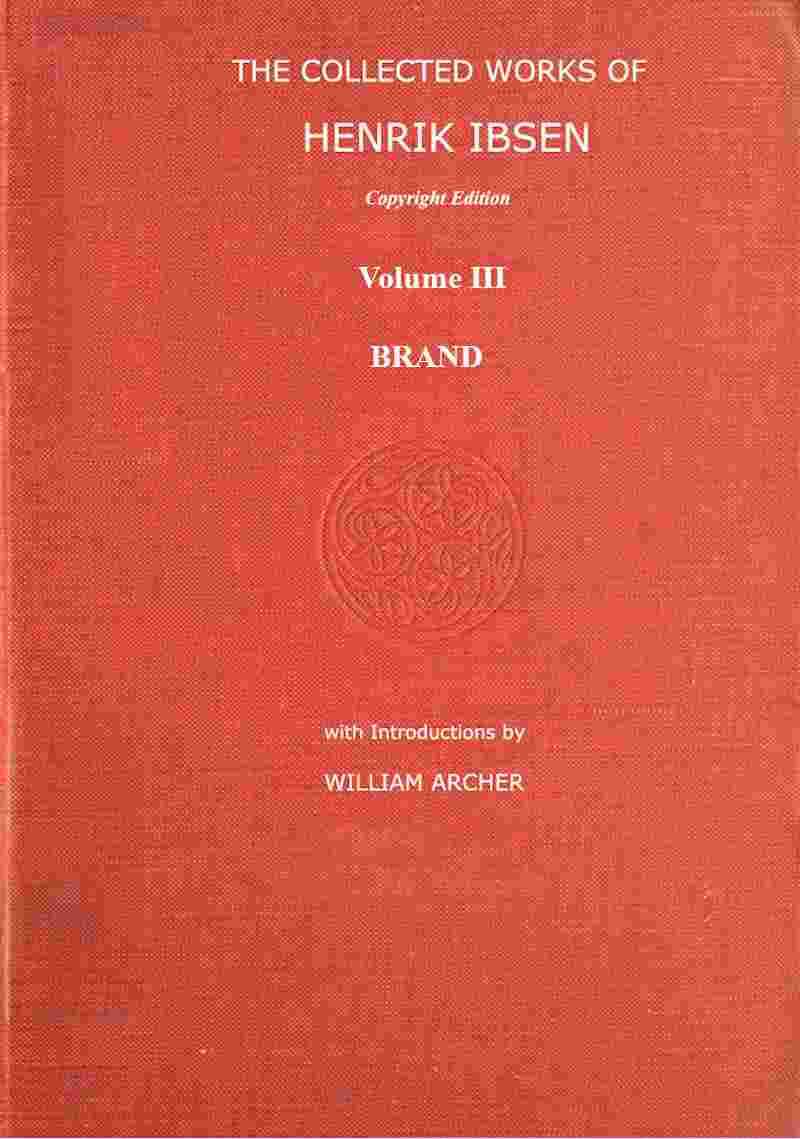 THE COLLECTED WORKS OF
HENRIK IBSEN
Copyright Edition
Volume III
BRAND
with Introductions by
WILLIAM ARCHER